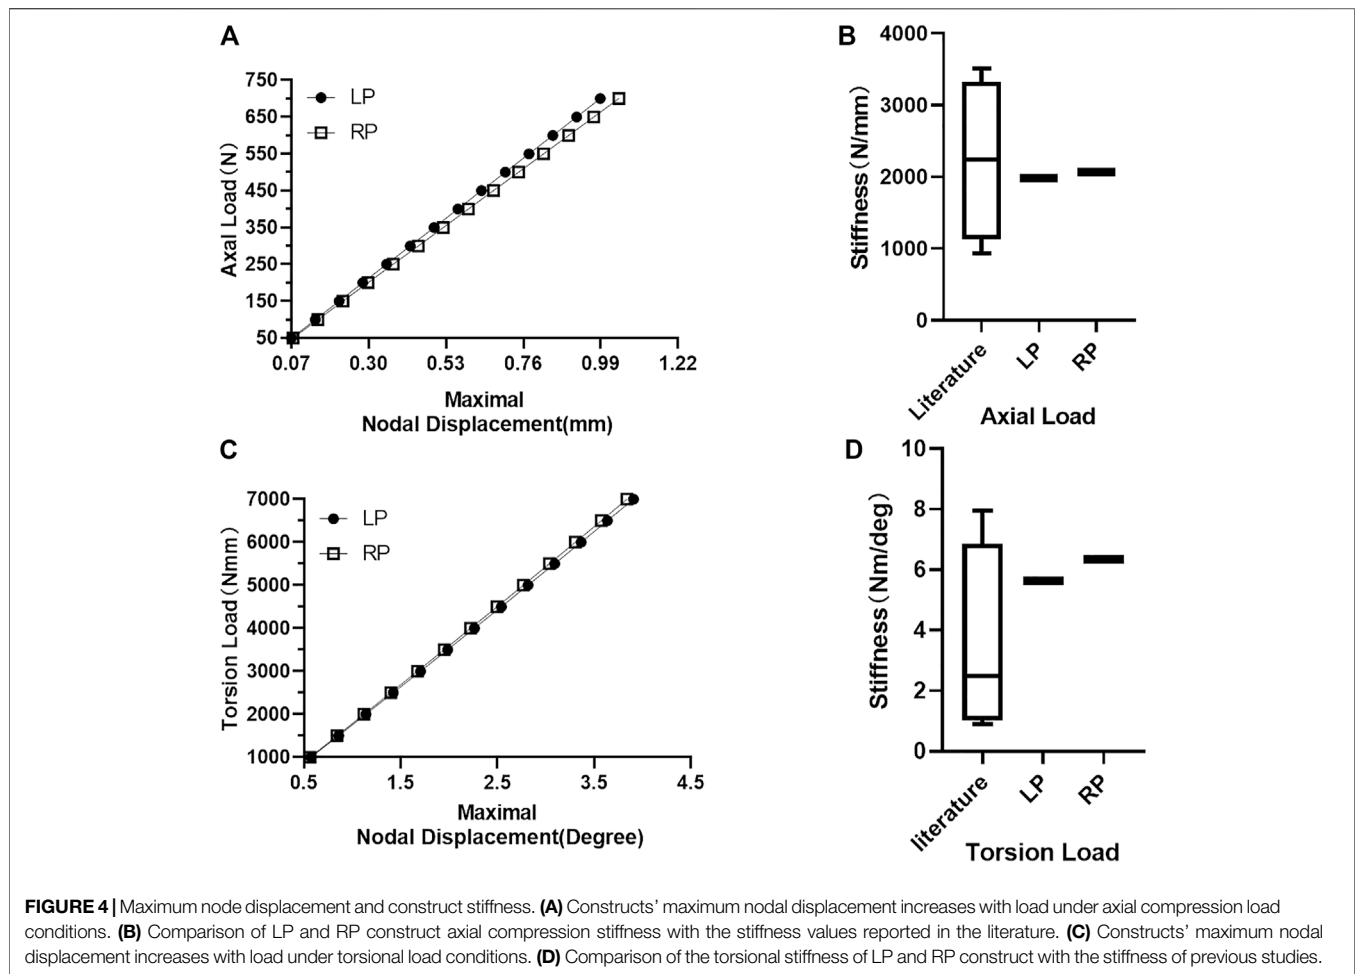 A
Axal Load(N)
750
650
550
450
350
250
150
50
LP
RP
0.07 0.30 0.53 0.76 0.99 1.22
Maximal
Nodal Displacement(mm)
B
Stiffness(N/mm)
4000
3000
2000
1000
0
Literature LP RP
Axial Load
C
Torsion Load(Nmm)
7000
6000
5000
4000
3000
2000
1000
LP
RP
0.5 1.5 2.5 3.5 4.5
Maximal
Nodal Displacement(Degree)
D
Stiffness(Nm/deg)
10
8
6
4
2
0
literature LP RP
Torsion Load
FIGURE 4 | Maximum node displacement and construct stiffness. (A) Constructs’ maximum nodal displacement increases with load under axial compression load
conditions. (B) Comparison of LP and RP construct axial compression stiffness with the stiffness values reported in the literature. (C) Constructs’ maximum nodal
displacement increases with load under torsional load conditions. (D) Comparison of the torsional stiffness of LP and RP construct with the stiffness of previous studies.